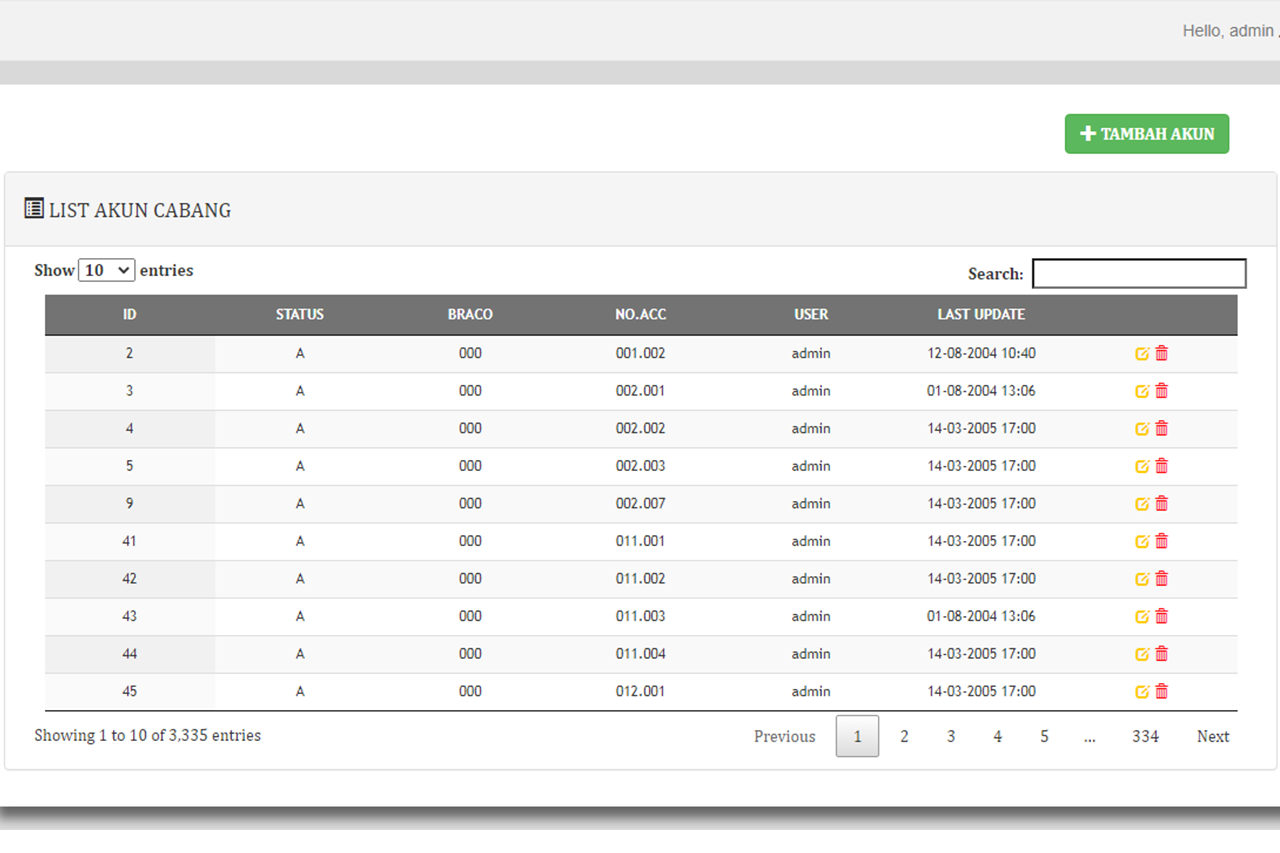 Hello, admin
TAMBAH AKUN
LIST AKUN CABANG
Show 10 entries
Search:
ID STATUS BRACO NO.ACC USER LAST UPDATE
2 A 000 001.002 admin 12-08-2004 10:40
3 A 000 002.001 admin 01-08-2004 13:06
4 A 000 002.002 admin 14-03-2005 17:00
5 A 000 002.003 admin 14-03-2005 17:00
9 A 000 002.007 admin 14-03-2005 17:00
41 A 000 011.001 admin 14-03-2005 17:00
42 A 000 011.002 admin 14-03-2005 17:00
43 A 000 011.003 admin 01-08-2004 13:06
44 A 000 011.004 admin 14-03-2005 17:00
45 A 000 012.001 admin 14-03-2005 17:00
Showing 1 to 10 of 3,335 entries
Previous 1 2 3 4 5 ... 334 Next